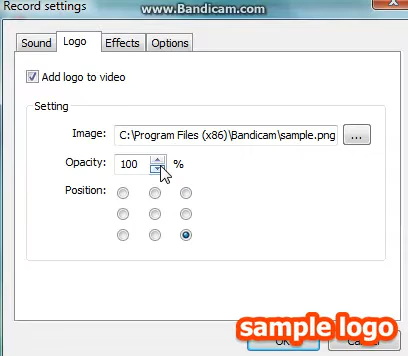 Record settings
www.Bandicam.com
Sound Logo Effects Options
Add logo to video
Setting
Image: C:\Program Files (x86)\Bandicam\sample.png ...
Opacity: 100 %
Position:
sample logo